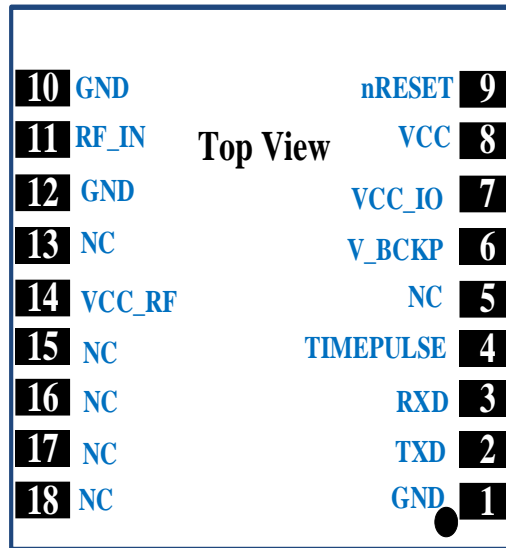 10 GND nRESET 9
11 RF_IN Top View VCC 8
12 GND VCC_IO 7
13 NC V_BCKP 6
14 VCC_RF NC 5
15 NC TIMEPULSE 4
16 NC RXD 3
17 NC TXD 2
18 NC GND 1